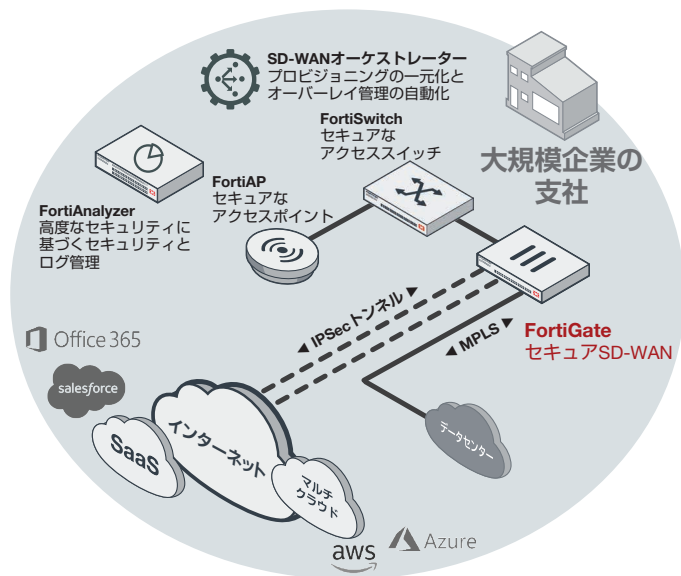 SD-WANオーケストレーター
プロビジョニングの一元化と
オーバーレイ管理の自動化
FortiSwitch
セキュアな
アクセススイッチ
大規模企業の
支社
FortiAP
セキュアな
アクセスポイント
FortiAnalyzer
高度なセキュリティに
基づくセキュリティと
ログ管理
◀ IPSecトンネル ▶
◀ MPLS ▶
FortiGate
セキュアSD-WAN
Office 365
salesforce
SaaS
インターネット
マルチ
クラウド
データセンター
aws
Azure